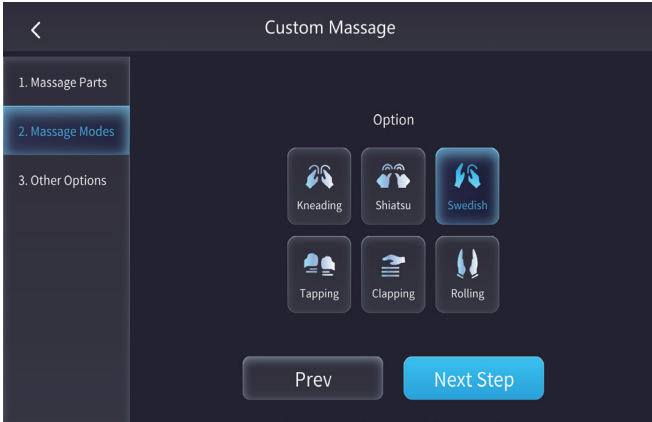 Custom Massage
1. Massage Parts
2. Massage Modes
3. Other Options
Option
Kneading
Shiatsu
Swedish
Tapping
Clapping
Rolling
Prev
Next Step